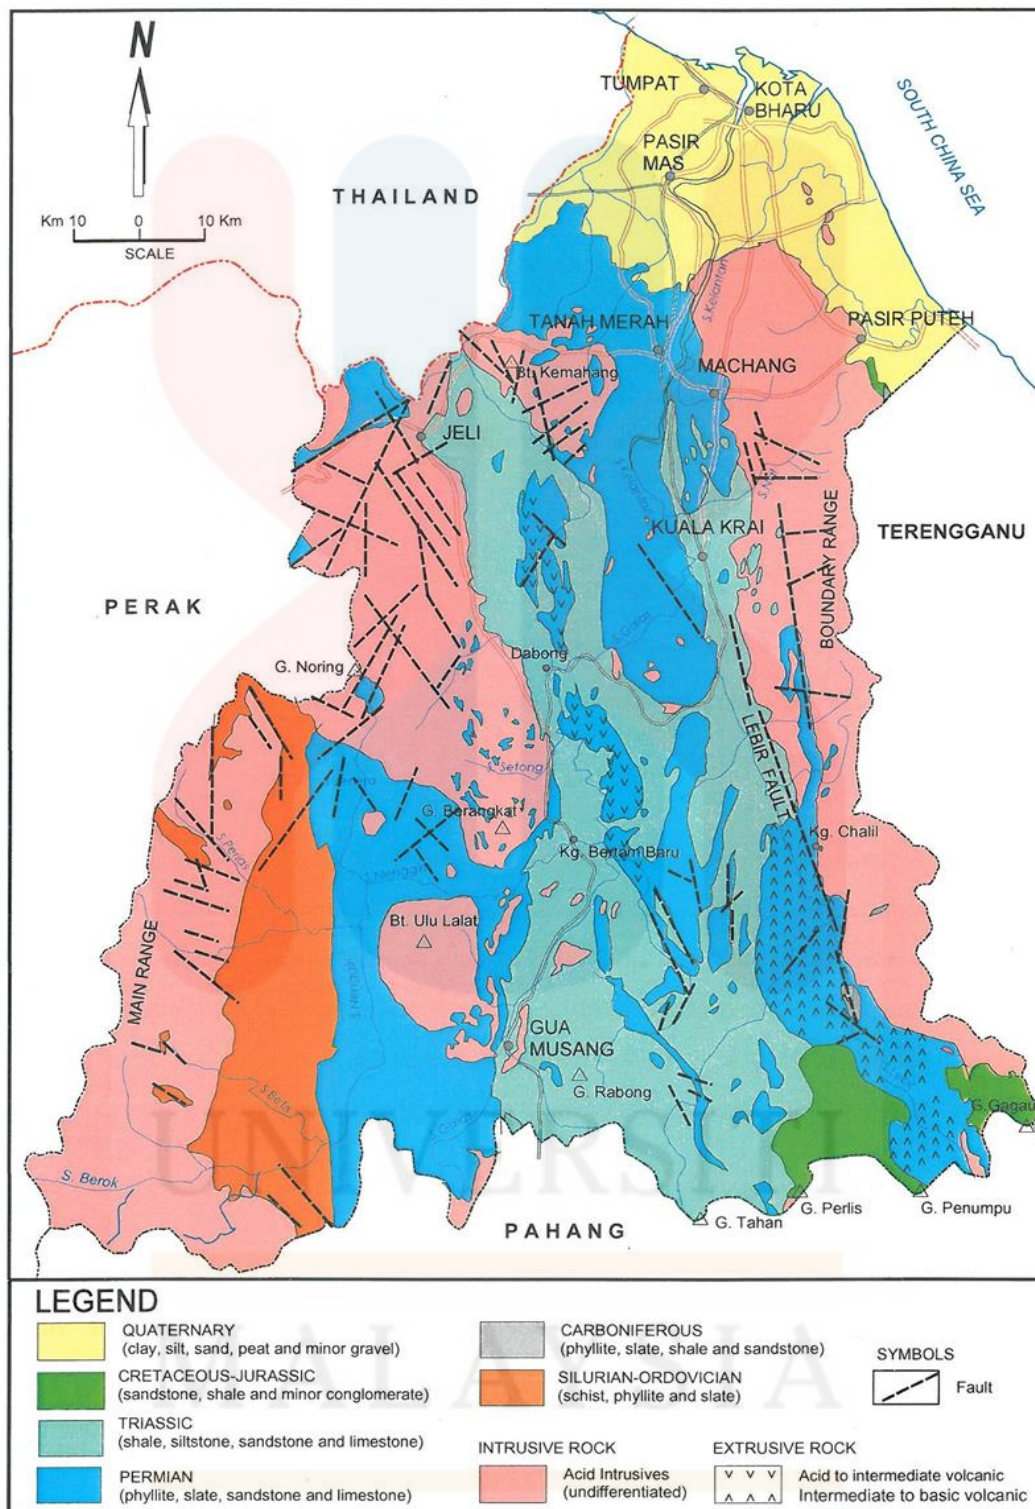 N
Km 10 0 10 Km
SCALE
THAILAND
TUMPAT
KOTA
BHARU
PASIR
MAS
SOUTH CHINA SEA
S.Kelantan
TANAH MERAH
PASIR PUTEH
MACHANG
Bt. Kemahang
JELI
KUALA KRAI
S.Nal
BOUNDARY RANGE
TERENGGANU
PERAK
S.Galas
G. Noring
Dabong
LEBIR FAULT
S. Setong
G. Berangkat
Kg. Chalil
Kg. Bertam Baru
S.Perias
S.Nenggiri
Bt. Ulu Lalat
MAIN RANGE
GUA
MUSANG
G. Rabong
S.Betis
S.Galas
G. Gagau
S. Berok
UNIVERSITI
PAHANG
G. Tahan
G. Perlis
G. Penumpu
MALAYSIA
LEGEND
QUATERNARY
(clay, silt, sand, peat and minor gravel)
CRETACEOUS-JURASSIC
(sandstone, shale and minor conglomerate)
TRIASSIC
(shale, siltstone, sandstone and limestone)
PERMIAN
(phyllite, slate, sandstone and limestone)
CARBONIFEROUS
(phyllite, slate, shale and sandstone)
SILURIAN-ORDOVICIAN
(schist, phyllite and slate)
INTRUSIVE ROCK
Acid Intrusives
(undifferentiated)
SYMBOLS
Fault
EXTRUSIVE ROCK
Acid to intermediate volcanic
Intermediate to basic volcanic